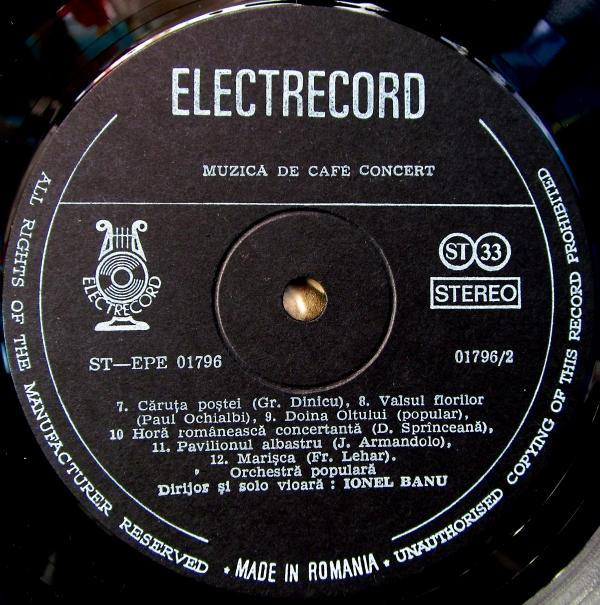 ELECTRECORD
MUZICĂ DE CAFÉ CONCERT
ELECTRECORD
ST 33
STEREO
ST—EPE 01796
01796/2
7. Căruța poștei (Gr. Dinicu), 8. Valsul florilor
(Paul Ochialbi) 9. Doina Oltului (popular),
10 Horă românească concertantă (D. Sprînceană),
11. Pavilionul albastru (J. Armandolo),
12. Marișca (Fr. Lehar).
Orchestră populară
Dirijor și solo vioară : IONEL BANU
ALL RIGHTS OF THE MANUFACTURER RESERVED * MADE IN ROMANIA * UNAUTHORISED COPYING OF THIS RECORD PROHIBITED